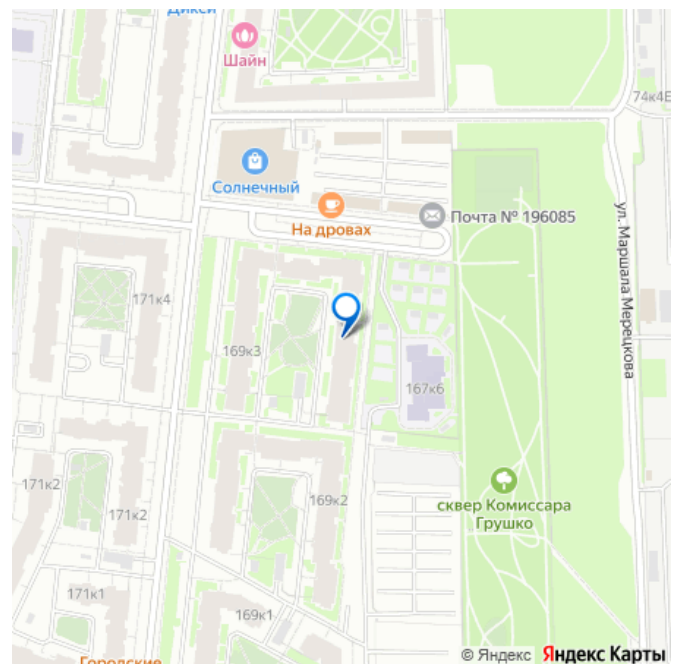 Дикси
Шайн
74к4Е
Солнечный
На дровах
Почта № 196085
ул. Маршала Мерецкова
171к4
169к3
167к6
171к2
169к2
сквер Комиссара
Грушко
171к2
171к1
169к1
Городские
© Яндекс Яндекс Карты